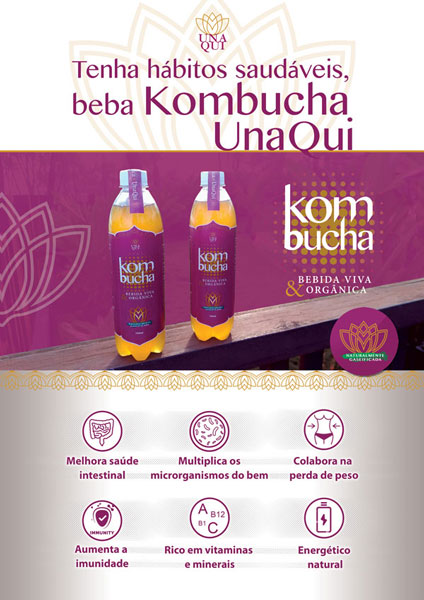 UNA
QUI
Tenha hábitos saudáveis,
beba Kombucha
UnaQui
UnaQui
UnaQui
kom
bucha
BEBIDA VIVA
& ORGÂNICA
kom
bucha
BEBIDA VIVA
& ORGÂNICA
kom
bucha
BEBIDA VIVA
& ORGÂNICA
NATURALMENTE
GASEIFICADA
Melhora saúde
intestinal
Multiplica os
microrganismos do bem
Colabora na
perda de peso
IMMUNITY
A
B12
B1
C
Aumenta a
imunidade
Rico em vitaminas
e minerais
Energético
natural